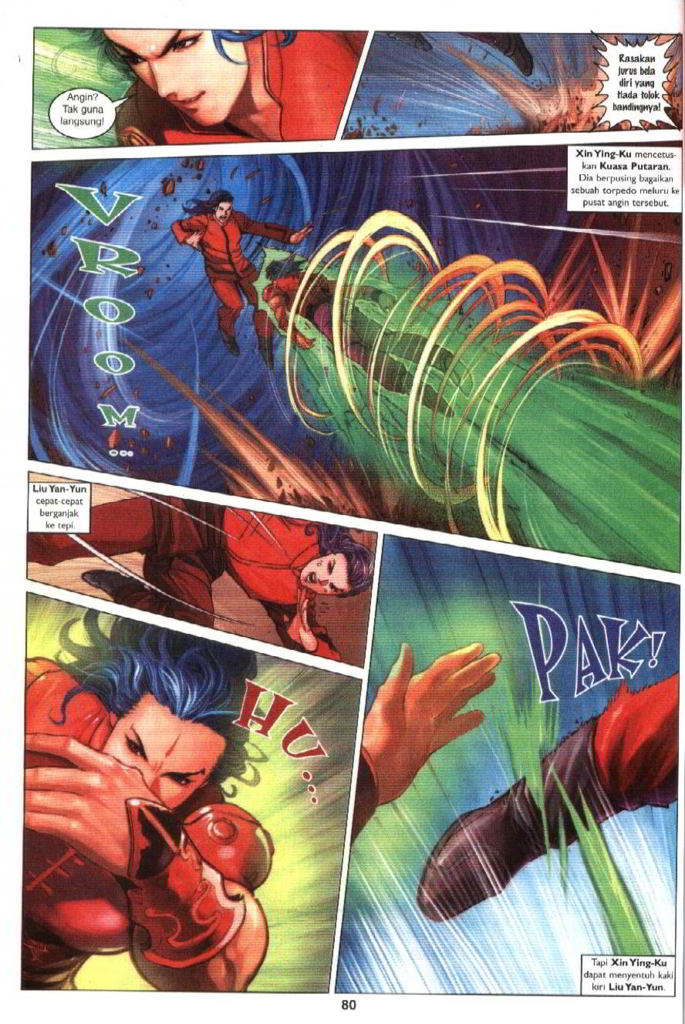 Angin?
Tak guna
langsung!
Rasakan
jurus bela
diri yang
tiada tolok
bandingnya!
Xin Ying-Ku mencetus-
kan Kuasa Putaran.
Dia berpusing bagaikan
sebuah torpedo meluru ke
pusat angin tersebut.
VROOM...
Liu Yan-Yun
cepat-cepat
berganjak
ke tepi.
HU...
PAK!
Tapi Xin Ying-Ku
dapat menyentuh kaki
kiri Liu Yan-Yun.
80